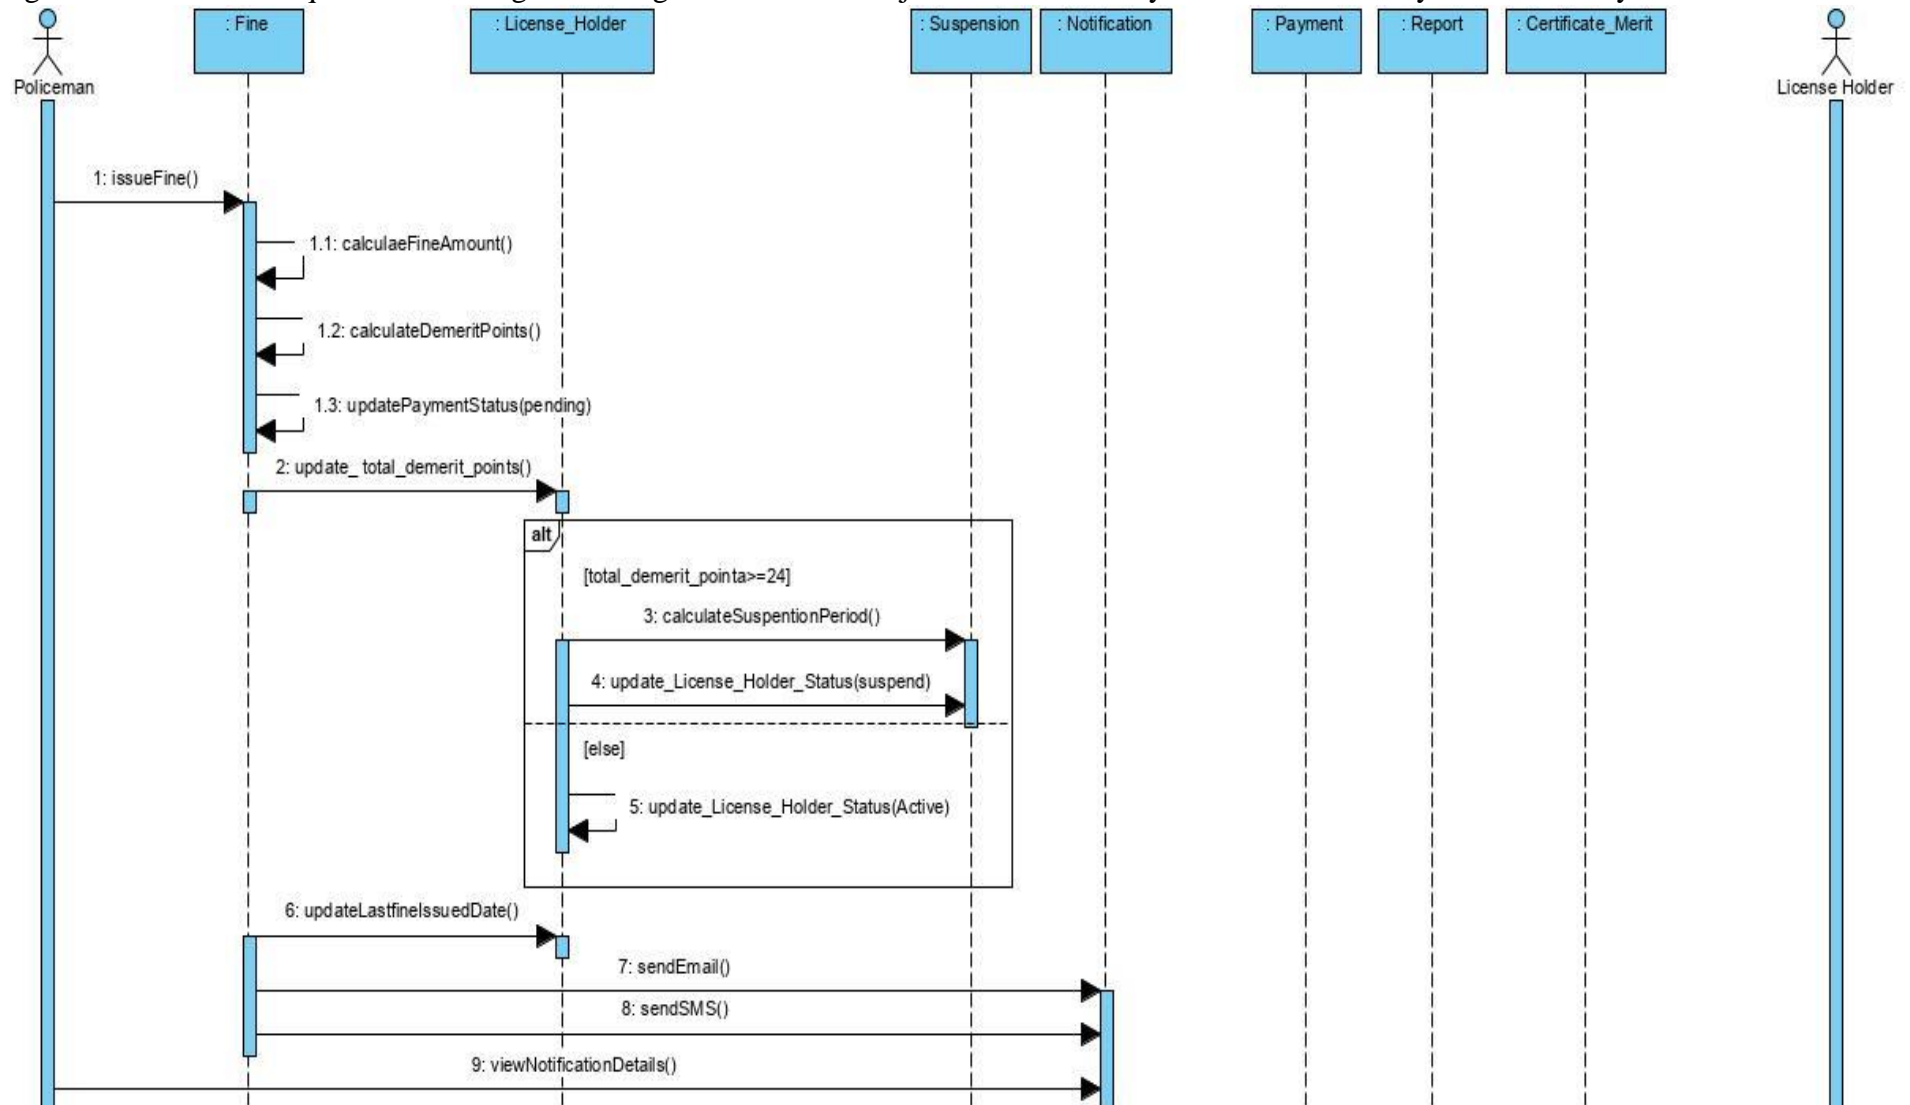 : Fine
: License_Holder
: Suspension
: Notification
: Payment
: Report
: Certificate_Merit
Policeman
License Holder
1: issueFine()
1.1: calculaeFineAmount()
1.2: calculateDemeritPoints()
1.3: updatePaymentStatus(pending)
2: update_ total_demerit_points()
alt
[total_demerit_pointa>=24]
3: calculateSuspentionPeriod()
4: update_License_Holder_Status(suspend)
[else]
5: update_License_Holder_Status(Active)
6: updateLastfineIssuedDate()
7: sendEmail()
8: sendSMS()
9: viewNotificationDetails()